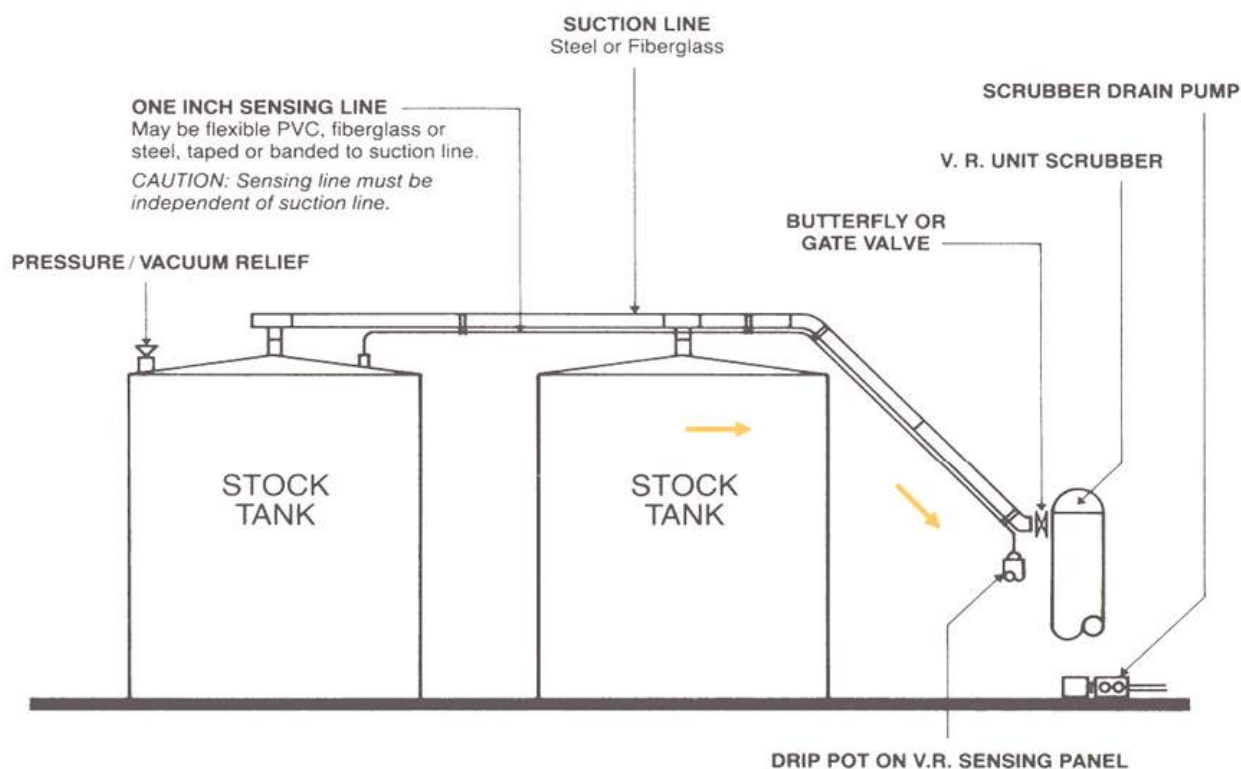 SUCTION LINE
Steel or Fiberglass
ONE INCH SENSING LINE
May be flexible PVC, fiberglass or
steel, taped or banded to suction line.
CAUTION: Sensing line must be
independent of suction line.
SCRUBBER DRAIN PUMP
V. R. UNIT SCRUBBER
BUTTERFLY OR
GATE VALVE
PRESSURE / VACUUM RELIEF
STOCK
TANK
STOCK
TANK
DRIP POT ON V.R. SENSING PANEL